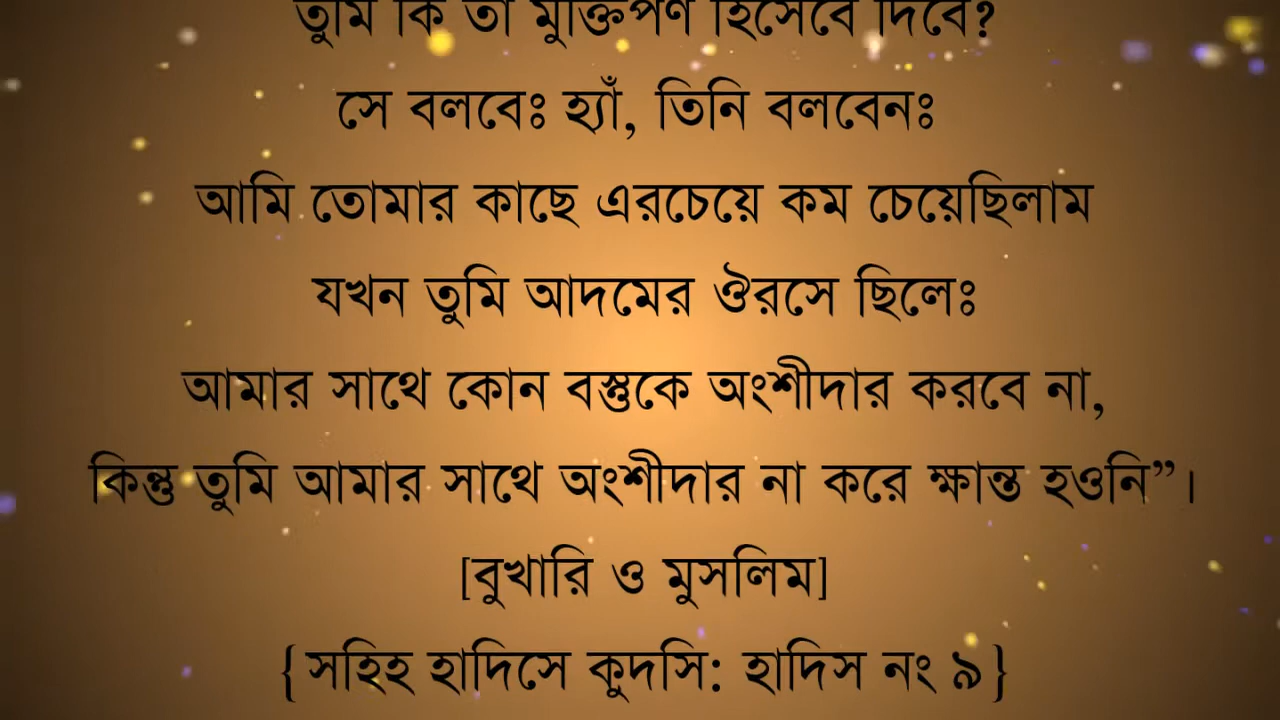 তুমি কি তা মুক্তিপণ হিসেবে দিবে?
সে বলবেঃ হ্যাঁ, তিনি বলবেনঃ
আমি তোমার কাছে এরচেয়ে কম চেয়েছিলাম
যখন তুমি আদমের ঔরসে ছিলেঃ
আমার সাথে কোন বস্তুকে অংশীদার করবে না,
কিন্তু তুমি আমার সাথে অংশীদার না করে ক্ষান্ত হওনি”।
[বুখারি ও মুসলিম]
{সহিহ হাদিসে কুদসি: হাদিস নং ৯}